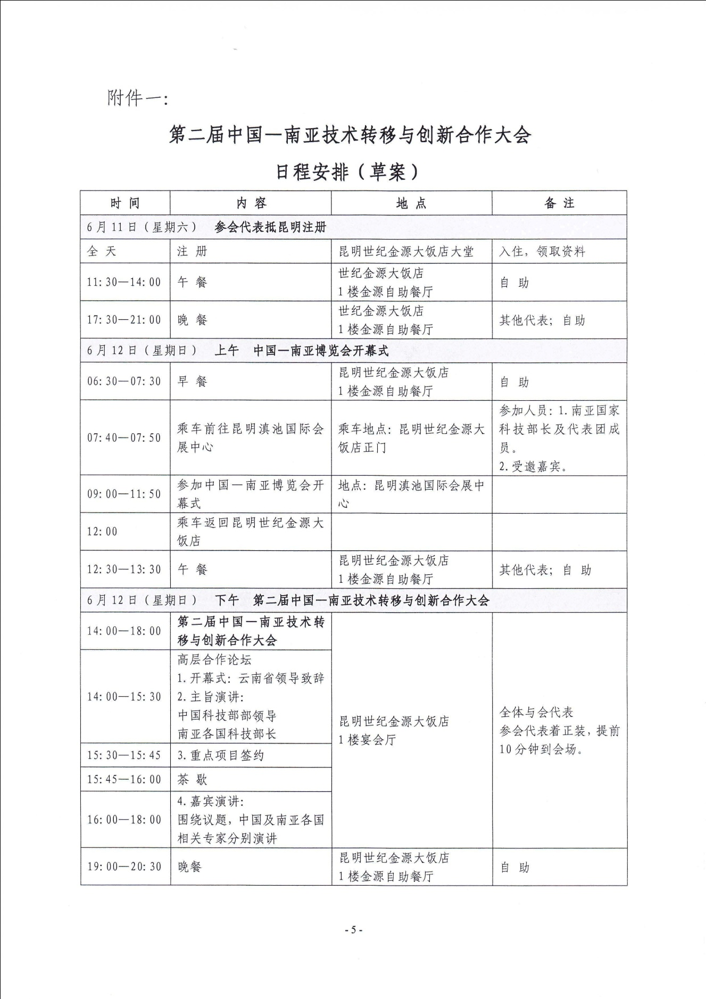 附件一：
第二届中国—南亚技术转移与创新合作大会
日程安排（草案）
时 间 内 容 地 点 备 注
6月11日（星期六） 参会代表抵昆明注册
全 天 注 册 昆明世纪金源大饭店大堂 入住，领取资料
11:30—14:00 午 餐 世纪金源大饭店
1楼金源自助餐厅 自 助
17:30—21:00 晚 餐 世纪金源大饭店
1楼金源自助餐厅 其他代表；自助
6月12日（星期日） 上午 中国—南亚博览会开幕式
06:30—07:30 早 餐 昆明世纪金源大饭店
1楼金源自助餐厅 自 助
07:40—07:50
乘车前往昆明滇池国际会
展中心
乘车地点：昆明世纪金源大
饭店正门
参加人员：1.南亚国家
科技部长及代表团成
员。
2.受邀嘉宾。
09:00—11:50
参加中国—南亚博览会开
幕式
地点：昆明滇池国际会展中
心
12:00
乘车返回昆明世纪金源大
饭店
12:30—13:30 午 餐 昆明世纪金源大饭店
1楼金源自助餐厅 其他代表；自 助
6月12日（星期日） 下午 第二届中国—南亚技术转移与创新合作大会
14:00—18:00
第二届中国—南亚技术转
移与创新合作大会
14:00—15:30
高层合作论坛
1.开幕式：云南省领导致辞
2.主旨演讲：
中国科技部部领导
南亚各国科技部长
15:30—15:45 3.重点项目签约
15:45—16:00 茶 歇
16:00—18:00
4.嘉宾演讲：
围绕议题，中国及南亚各国
相关专家分别演讲
昆明世纪金源大饭店
1楼宴会厅
全体与会代表
参会代表着正装，提前
10分钟到会场。
19:00—20:30 晚餐 昆明世纪金源大饭店
1楼金源自助餐厅 自 助
- 5 -